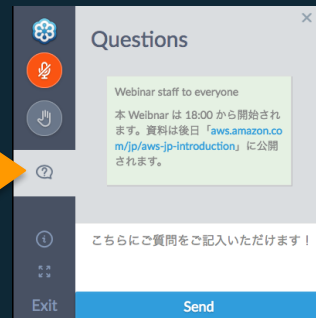 Questions
Webinar staff to everyone
本 Weibnar は 18:00 から開始され
ます。資料は後日「aws.amazon.co
m/jp/aws-jp-introduction」に公開
されます。
こちらにご質問をご記入いただけます！
Exit
Send